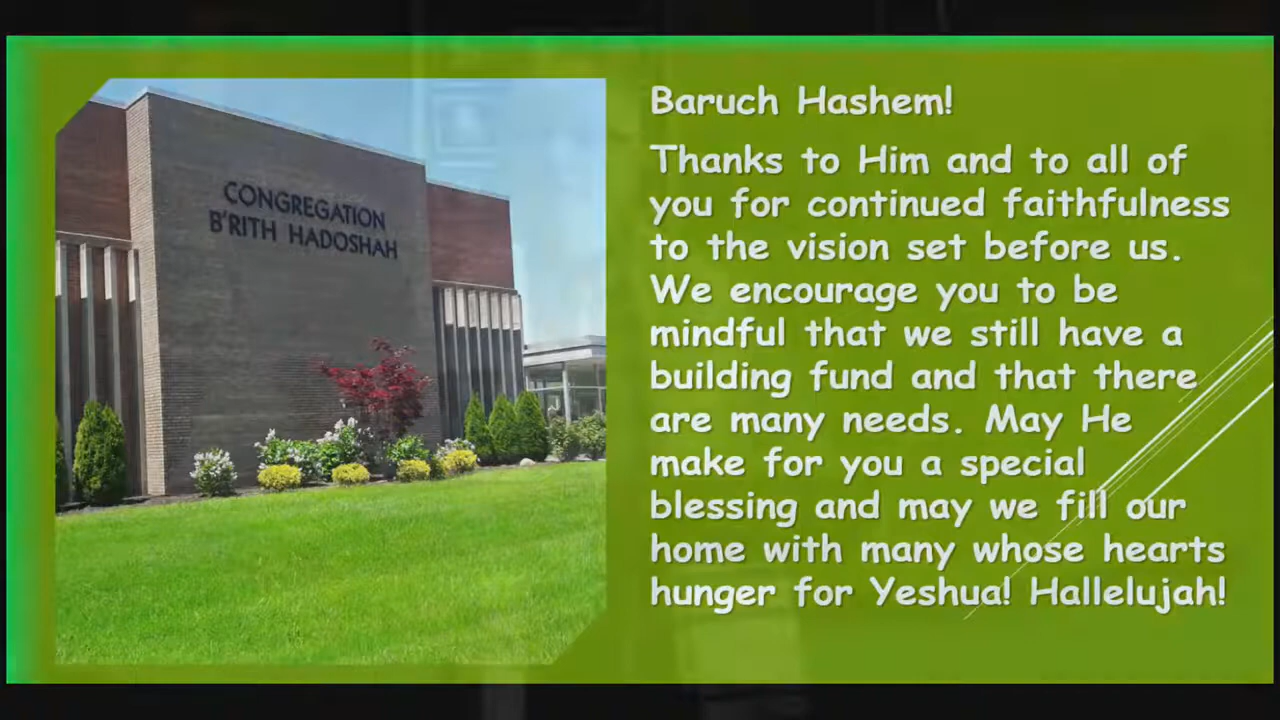 CONGREGATION
B'RITH HADOSHAH
Baruch Hashem!
Thanks to Him and to all of
you for continued faithfulness
to the vision set before us.
We encourage you to be
mindful that we still have a
building fund and that there
are many needs. May He
make for you a special
blessing and may we fill our
home with many whose hearts
hunger for Yeshua! Hallelujah!